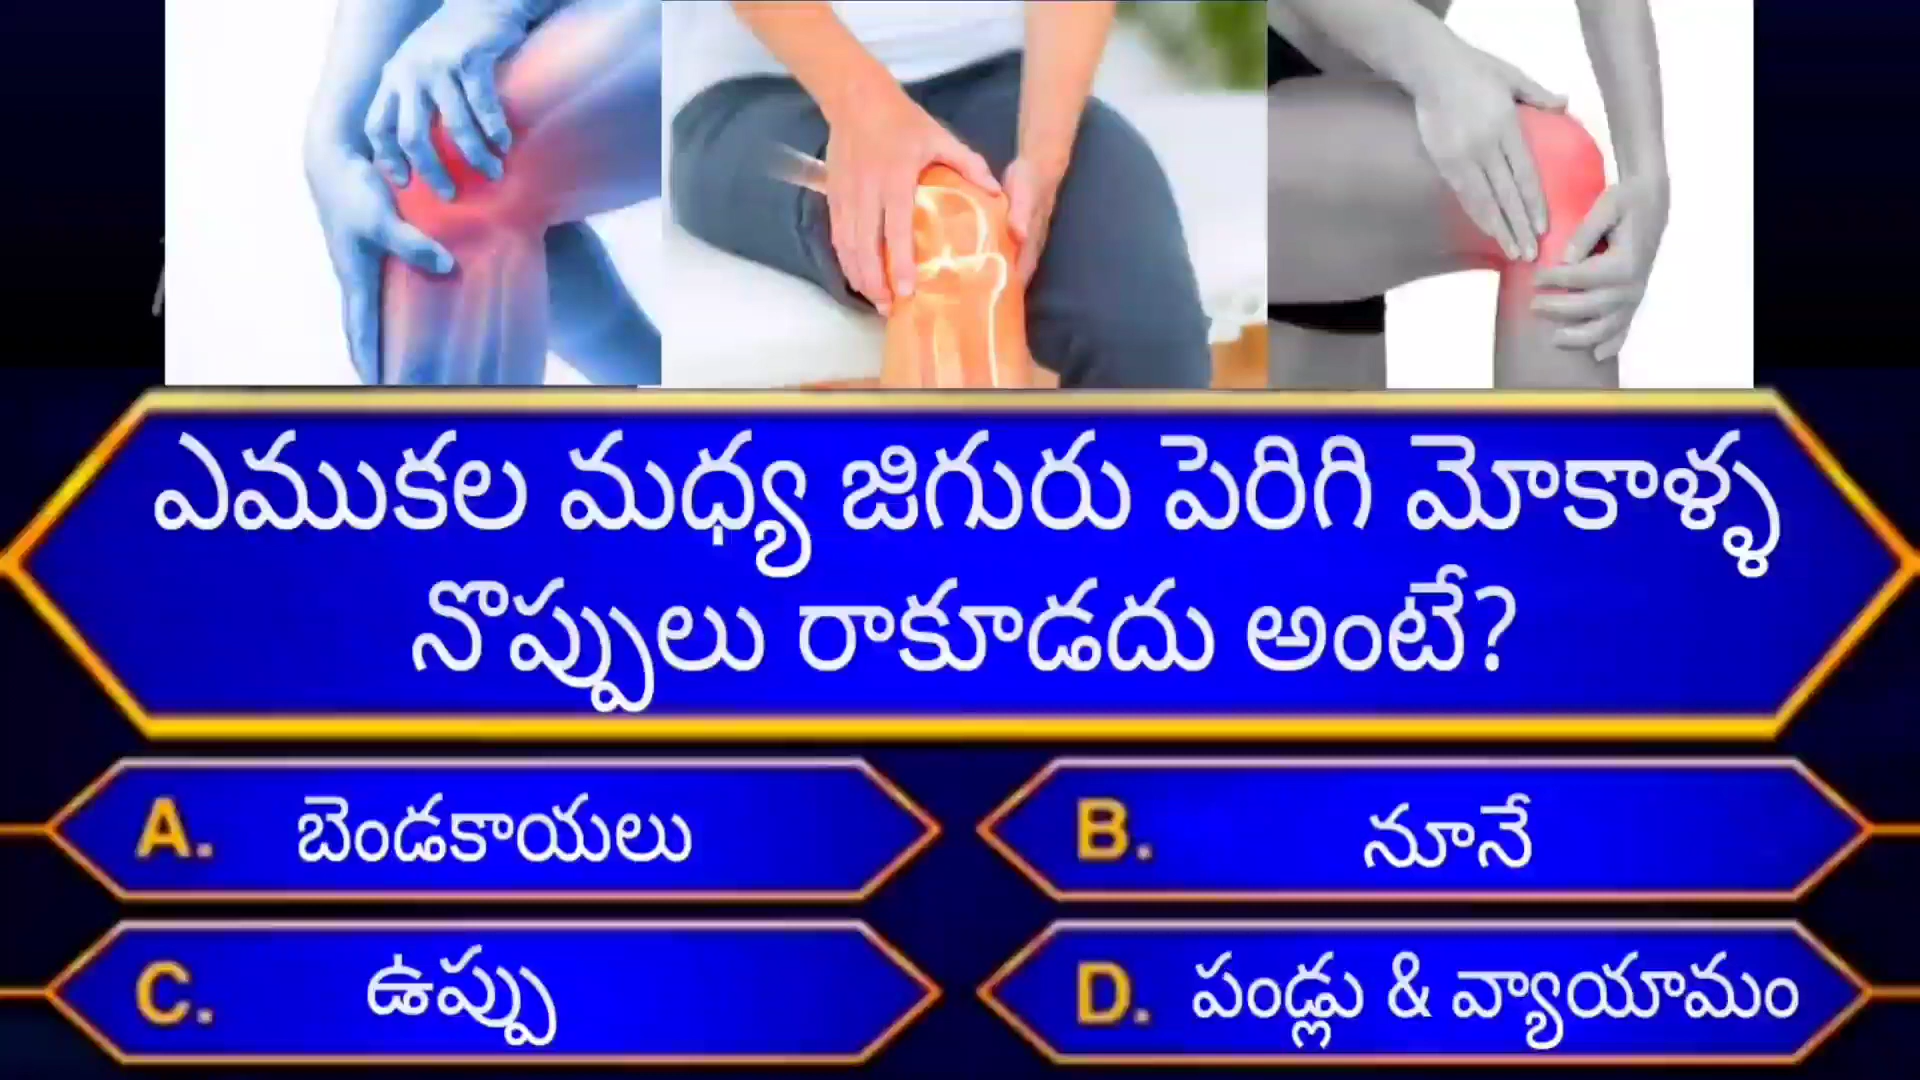 ఎముకల మధ్య జిగురు పెరిగి మోకాళ్ళ
నొప్పులు రాకూడదు అంటే?
A. బెండకాయలు
B. నూనే
C. ఉప్పు
D. పండ్లు & వ్యాయామం